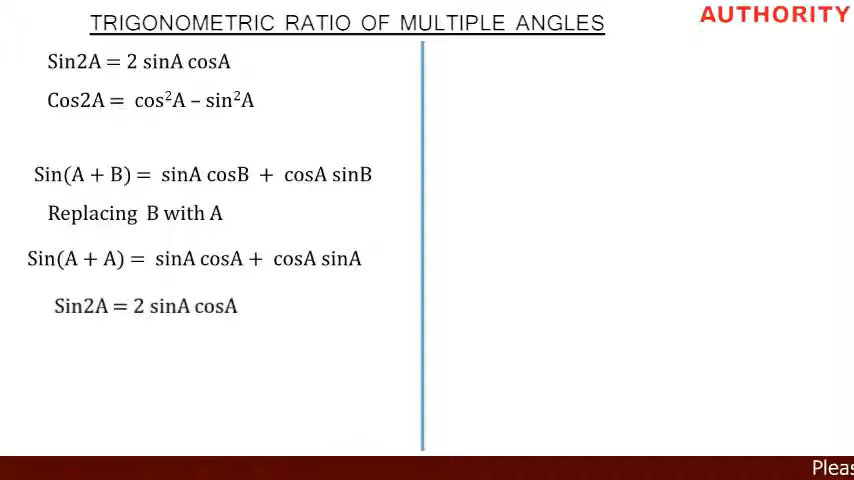 TRIGONOMETRIC RATIO OF MULTIPLE ANGLES
AUTHORITY
Sin2A = 2 sinA cosA
Cos2A = cos²A – sin²A
Sin(A + B) = sinA cosB + cosA sinB
Replacing B with A
Sin(A + A) = sinA cosA + cosA sinA
Sin2A = 2 sinA cosA